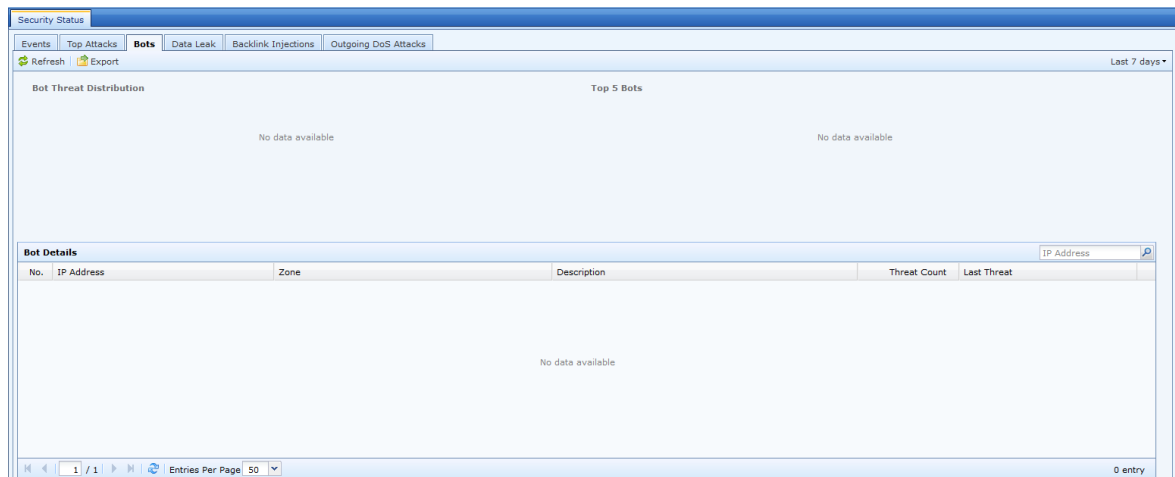 Security Status
Events Top Attacks Bots Data Leak Backlink Injections Outgoing DoS Attacks
Refresh Export Last 7 days
Bot Threat Distribution Top 5 Bots
No data available No data available
Bot Details IP Address
No. IP Address Zone Description Threat Count Last Threat
No data available
1 / 1 Entries Per Page 50 0 entry